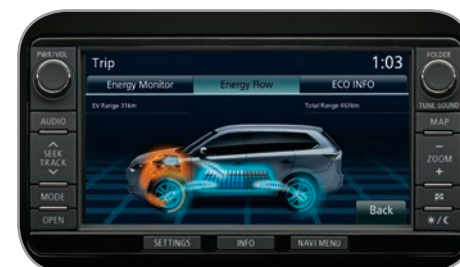 PWR/VOL
FOLDER
Trip
1:03
Energy Monitor
Energy Flow
ECO INFO
EV Range 31km
Total Range 463km
TUNE SOUND
AUDIO
MAP
SEEK
TRACK
ZOOM
MODE
OPEN
Back
SETTINGS
INFO
NAVI MENU